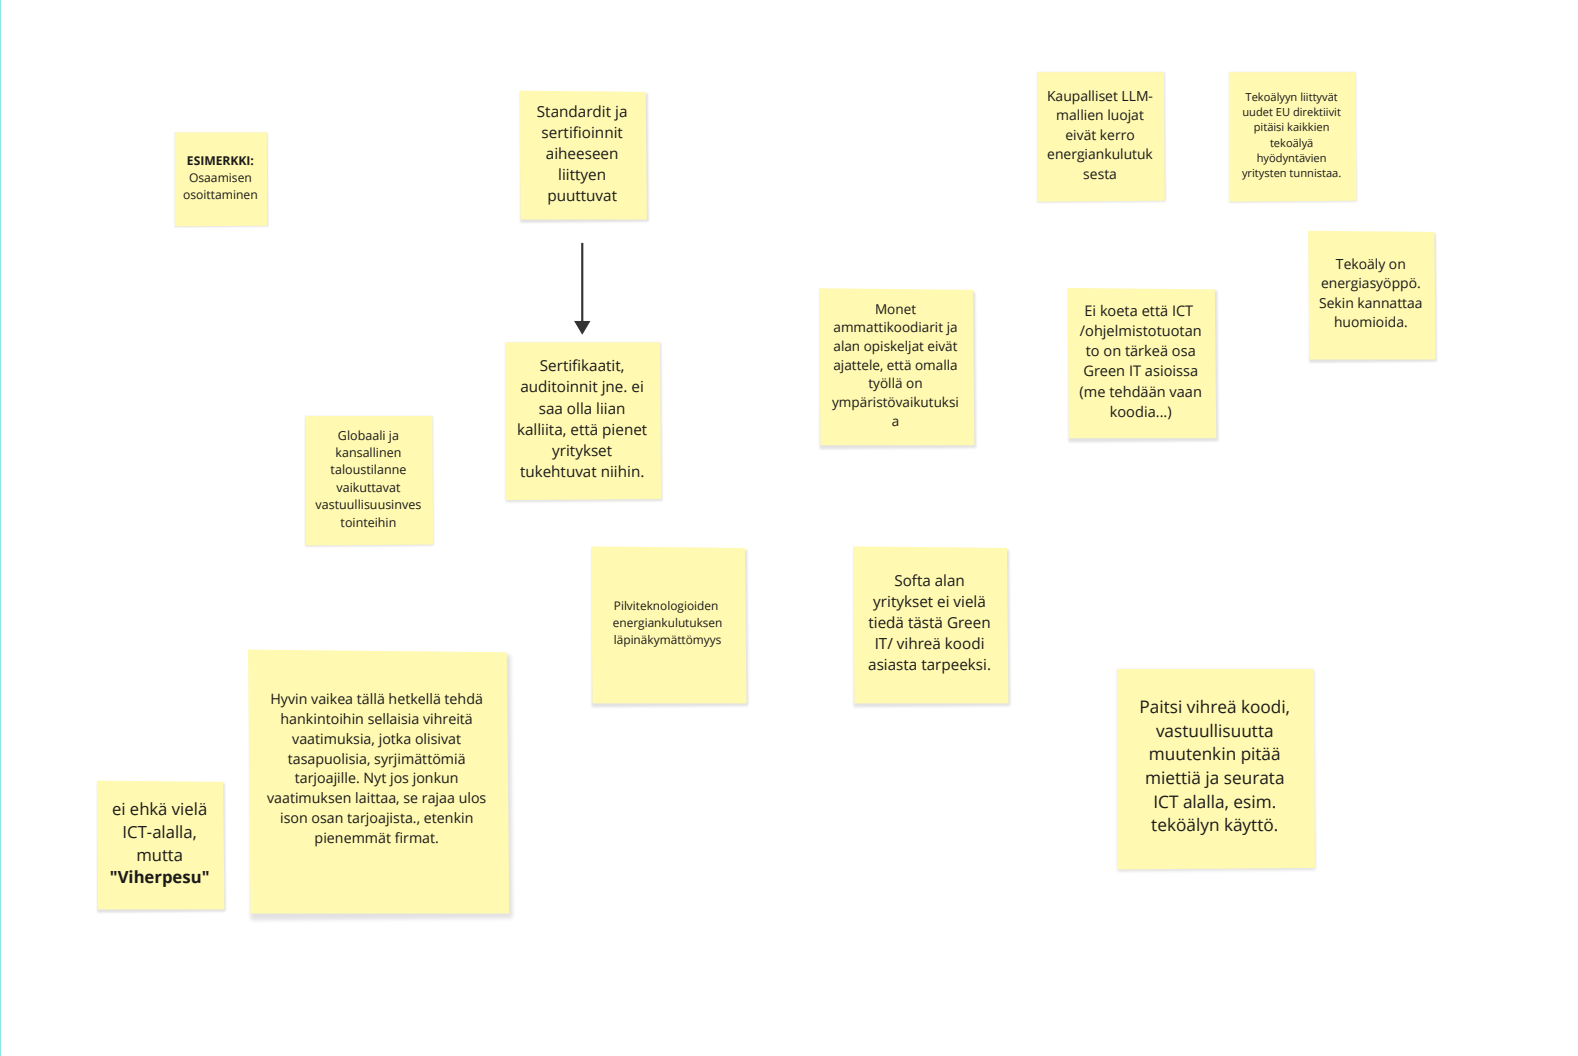 ESIMERKKI:
Osaamisen
osoittaminen
Standardit ja
sertifioinnit
aiheeseen
liittyen
puuttuvat
Kaupalliset LLM-
mallien luojat
eivät kerro
energiankulutuk
sesta
Tekoälyyn liittyvät
uudet EU direktiivit
pitäisi kaikkien
tekoälyä
hyödyntävien
yritysten tunnistaa.
Tekoäly on
energiasyöppö.
Sekin kannattaa
huomioida.
Monet
ammattikoodiarit ja
alan opiskeljat eivät
ajattele, että omalla
työllä on
ympäristövaikutuksi
a
Ei koeta että ICT
/ohjelmistotuotan
to on tärkeä osa
Green IT asioissa
(me tehdään vaan
koodia...)
Sertifikaatit,
auditoinnit jne. ei
saa olla liian
kalliita, että pienet
yritykset
tukehtuvat niihin.
Globaali ja
kansallinen
taloustilanne
vaikuttavat
vastuullisuusinves
tointeihin
Pilviteknologioiden
energiankulutuksen
läpinäkymättömyys
Softa alan
yritykset ei vielä
tiedä tästä Green
IT/ vihreä koodi
asiasta tarpeeksi.
Hyvin vaikea tällä hetkellä tehdä
hankintoihin sellaisia vihreitä
vaatimuksia, jotka olisivat
tasapuolisia, syrjimättömiä
tarjoajille. Nyt jos jonkun
vaatimuksen laittaa, se rajaa ulos
ison osan tarjoajista., etenkin
pienemmät firmat.
Paitsi vihreä koodi,
vastuullisuutta
muutenkin pitää
miettiä ja seurata
ICT alalla, esim.
teköälyn käyttö.
ei ehkä vielä
ICT-alalla,
mutta
"Viherpesu"